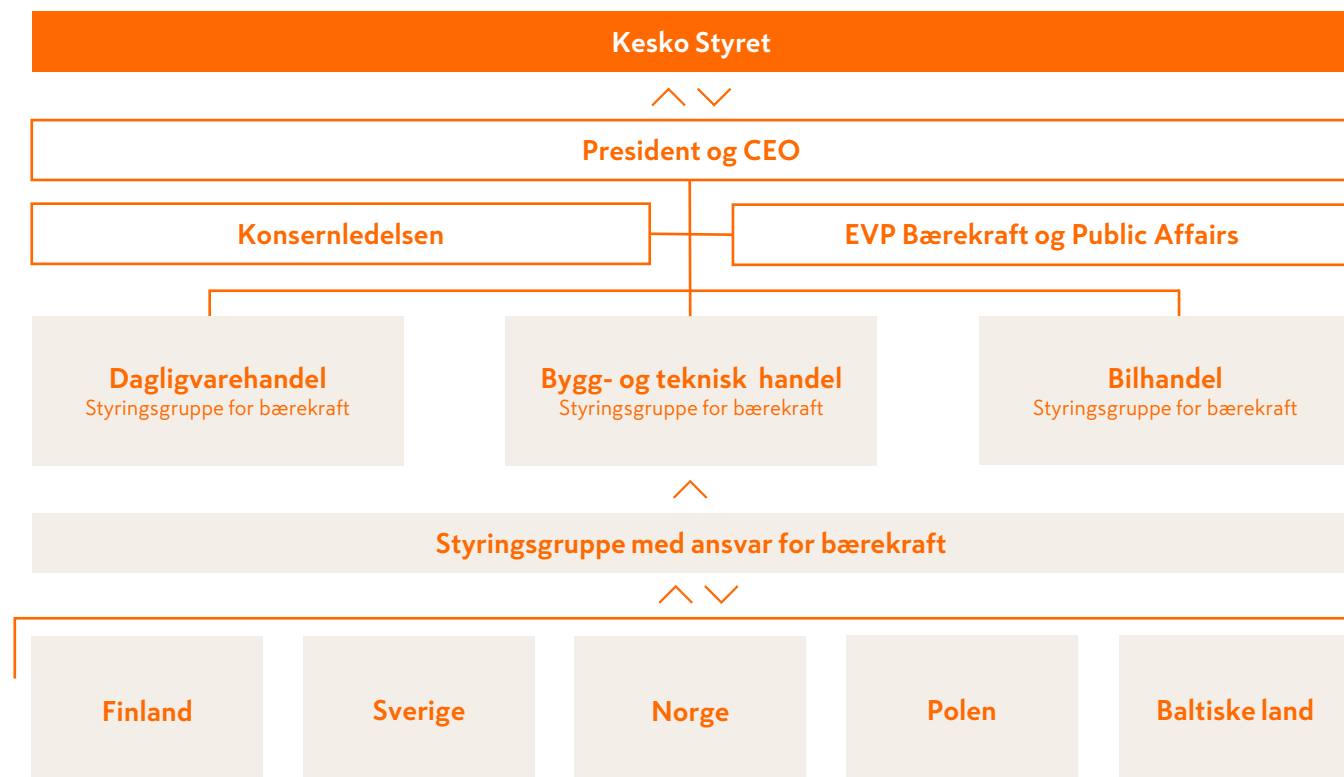 Kesko Styret
President og CEO
Konsernledelsen
EVP Bærekraft og Public Affairs
Dagligvarehandel
Styringsgruppe for bærekraft
Bygg- og teknisk handel
Styringsgruppe for bærekraft
Bilhandel
Styringsgruppe for bærekraft
Styringsgruppe med ansvar for bærekraft
Finland
Sverige
Norge
Polen
Baltiske land